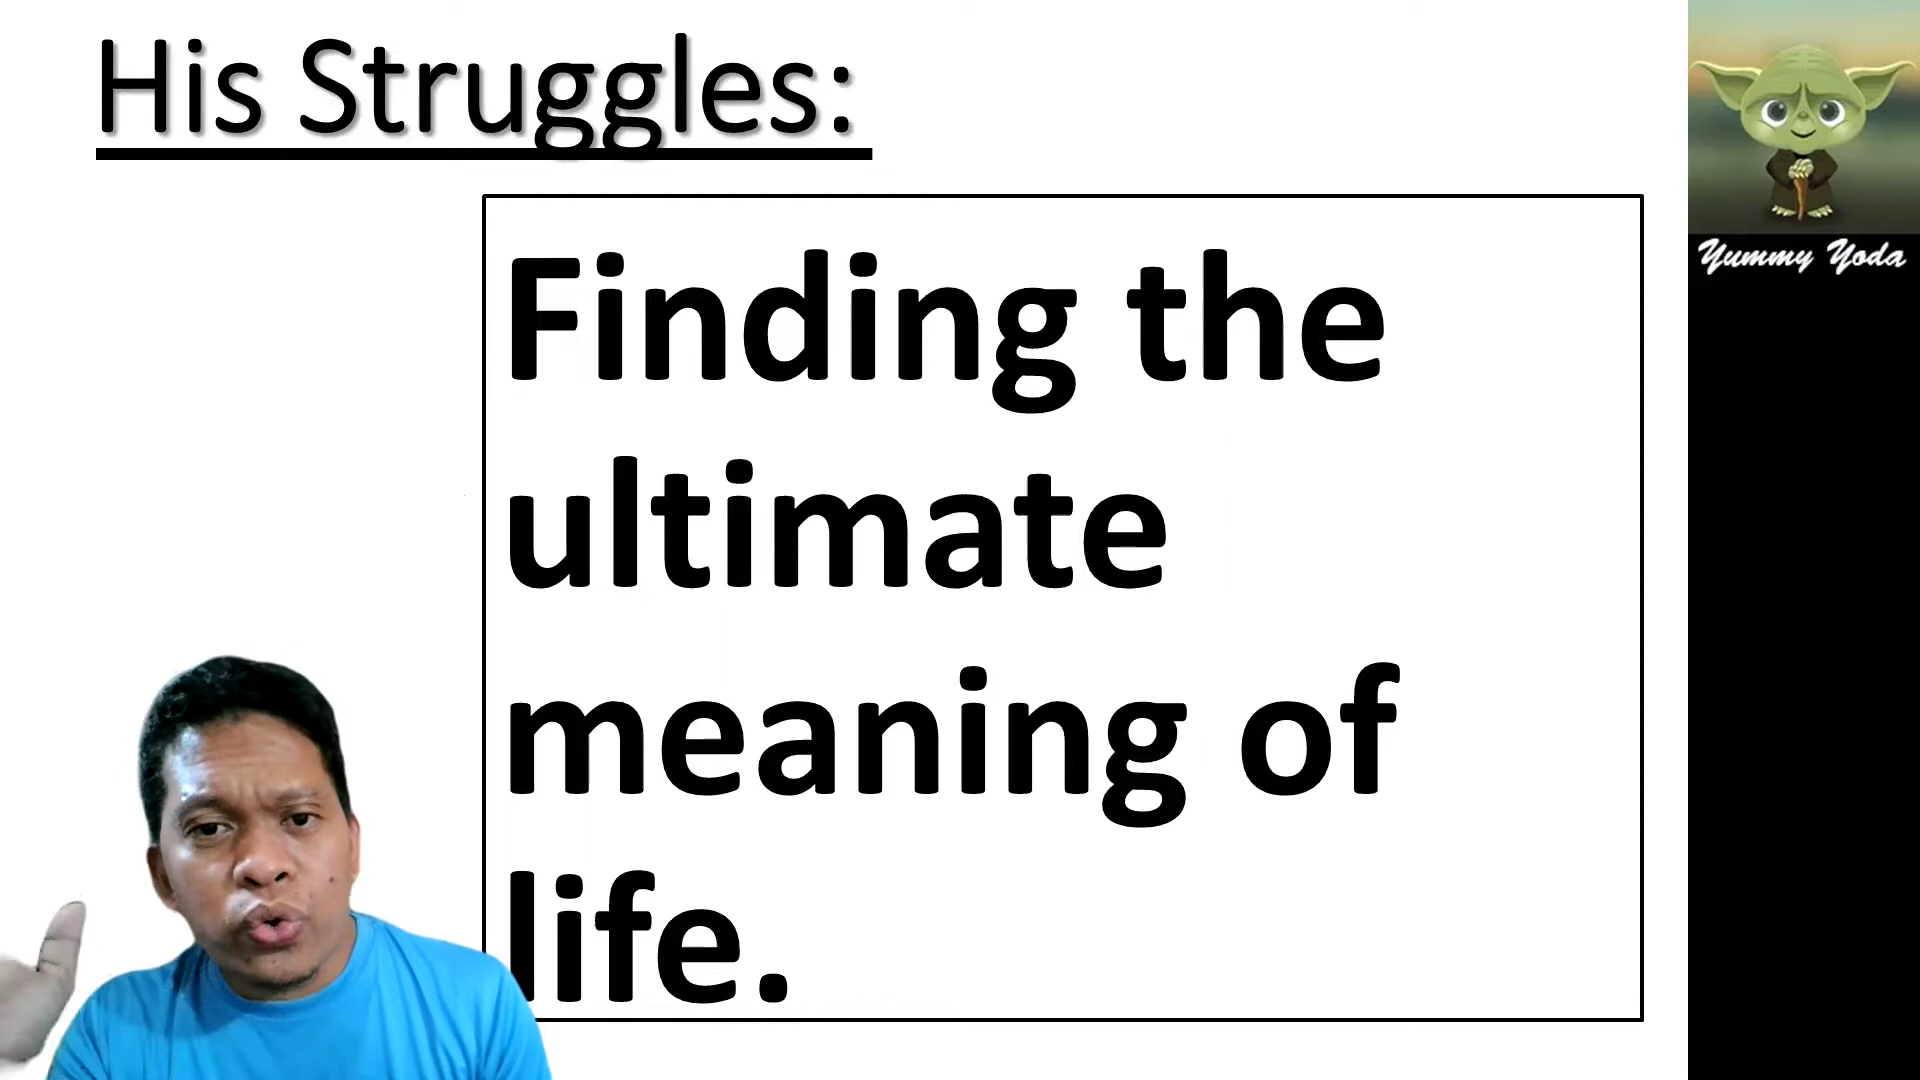 His Struggles:
Finding the
ultimate
meaning of
life.
Yummy Yoda